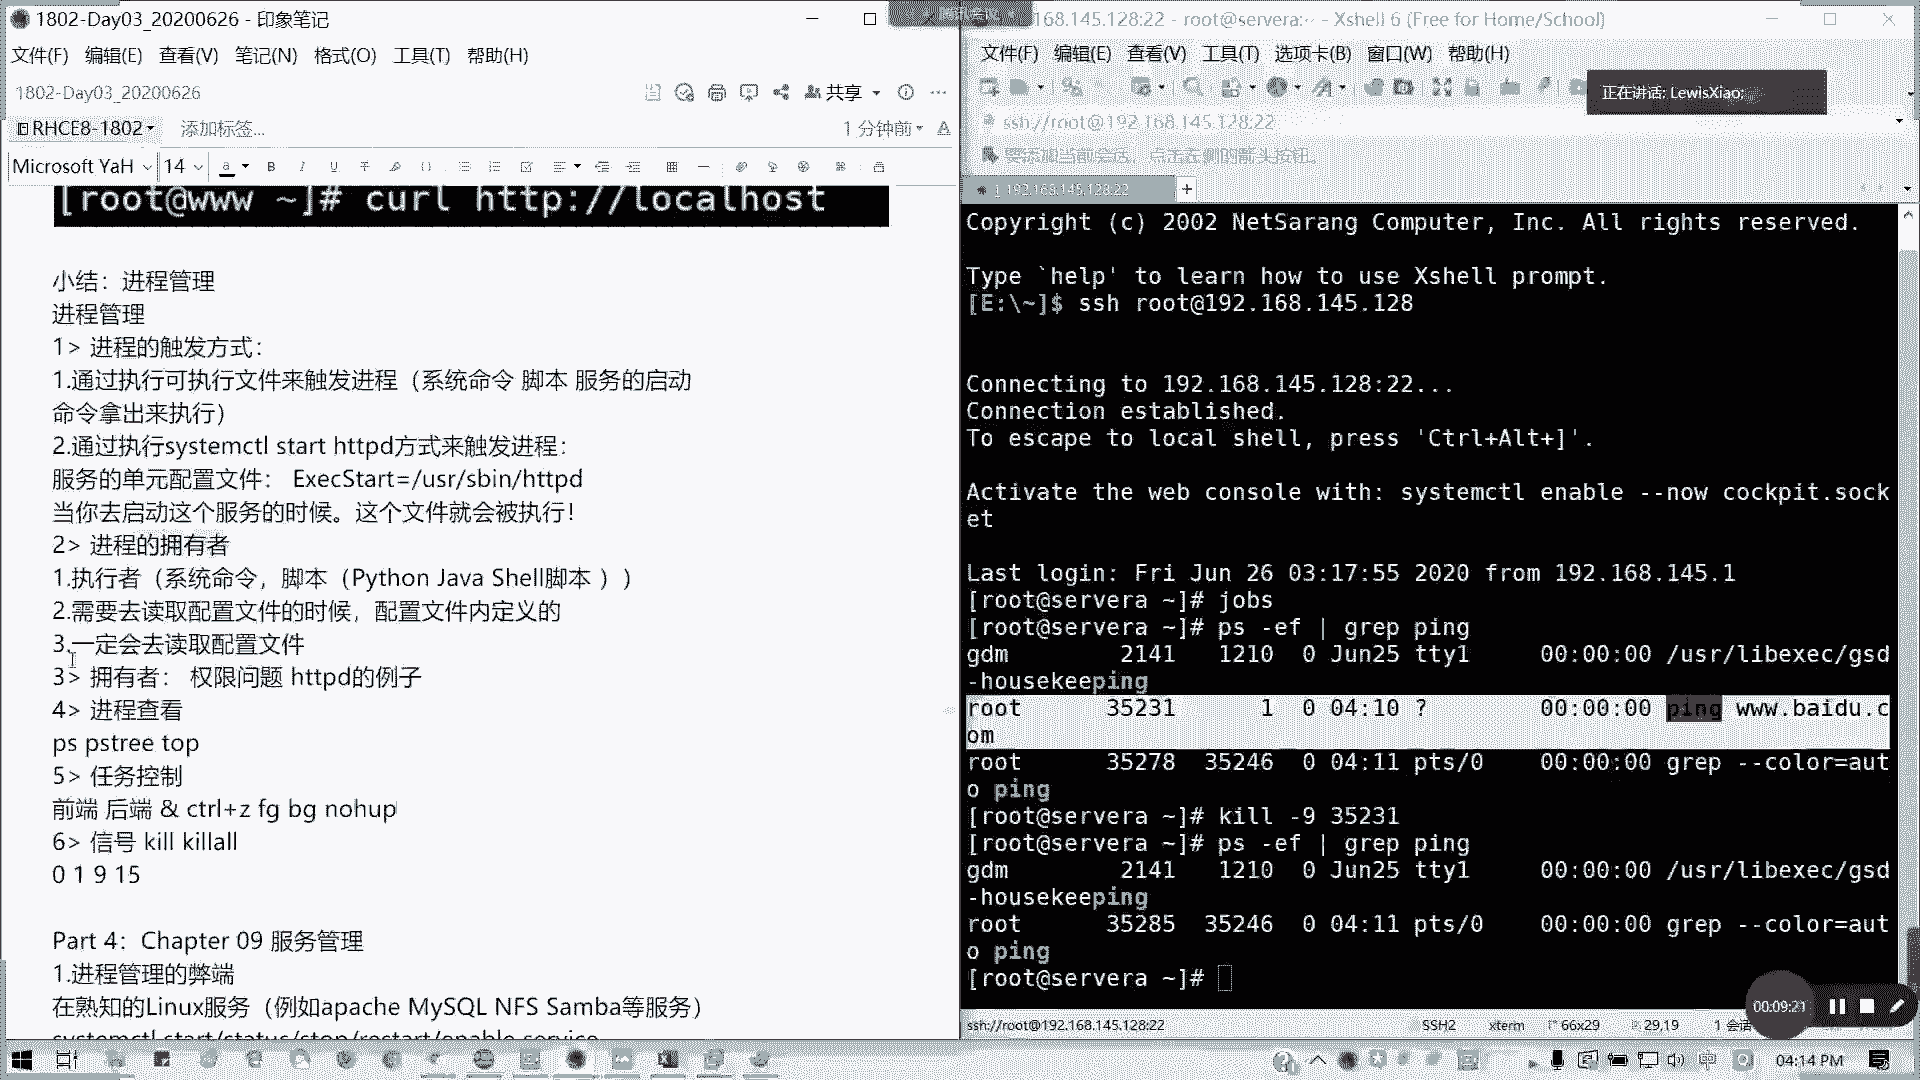 1802-Day03_20200626 - 印象笔记
文件(F) 编辑(E) 查看(V) 笔记(N) 格式(O) 工具(T) 帮助(H)
1802-Day03_20200626
共享
RHCE8-1802 添加标签...
1 分钟前
Microsoft YaH 14
[root@www ~]# curl http://localhost
小结：进程管理
进程管理
1> 进程的触发方式：
1.通过执行可执行文件来触发进程（系统命令 脚本 服务的启动
命令拿出来执行）
2.通过执行systemctl start httpd方式来触发进程：
服务的单元配置文件： ExecStart=/usr/sbin/httpd
当你去启动这个服务的时候。这个文件就会被执行！
2> 进程的拥有者
1.执行者（系统命令，脚本（Python Java Shell脚本 ））
2.需要去读取配置文件的时候，配置文件内定义的
3.一定会去读取配置文件
3> 拥有者： 权限问题 httpd的例子
4> 进程查看
ps pstree top
5> 任务控制
前端 后端 & ctrl+z fg bg nohup
6> 信号 kill killall
0 1 9 15
Part 4：Chapter 09 服务管理
1.进程管理的弊端
在熟知的Linux服务（例如apache MySQL NFS Samba等服务）
systemctl start/status/stop/restart/enable service
168.145.128:22 - root@servera:~ - Xshell 6 (Free for Home/School)
文件(F) 编辑(E) 查看(V) 工具(T) 选项卡(B) 窗口(W) 帮助(H)
正在讲话: LewisXiao;
ssh://root@192.168.145.128:22
要添加当前会话，点击左侧的箭头按钮。
1 192.168.145.128:22
Copyright (c) 2002 NetSarang Computer, Inc. All rights reserved.
Type `help' to learn how to use Xshell prompt.
[E:\~]$ ssh root@192.168.145.128
Connecting to 192.168.145.128:22...
Connection established.
To escape to local shell, press 'Ctrl+Alt+]'.
Activate the web console with: systemctl enable --now cockpit.sock
et
Last login: Fri Jun 26 03:17:55 2020 from 192.168.145.1
[root@servera ~]# jobs
[root@servera ~]# ps -ef | grep ping
gdm 2141 1210 0 Jun25 tty1 00:00:00 /usr/libexec/gsd
-housekeeping
root 35231 1 0 04:10 ? 00:00:00 ping www.baidu.c
om
root 35278 35246 0 04:11 pts/0 00:00:00 grep --color=aut
o ping
[root@servera ~]# kill -9 35231
[root@servera ~]# ps -ef | grep ping
gdm 2141 1210 0 Jun25 tty1 00:00:00 /usr/libexec/gsd
-housekeeping
root 35285 35246 0 04:11 pts/0 00:00:00 grep --color=aut
o ping
[root@servera ~]#
00:09:21
ssh://root@192.168.145.128:22 SSH2 xterm 66x29 29,19 1 会话
04:14 PM